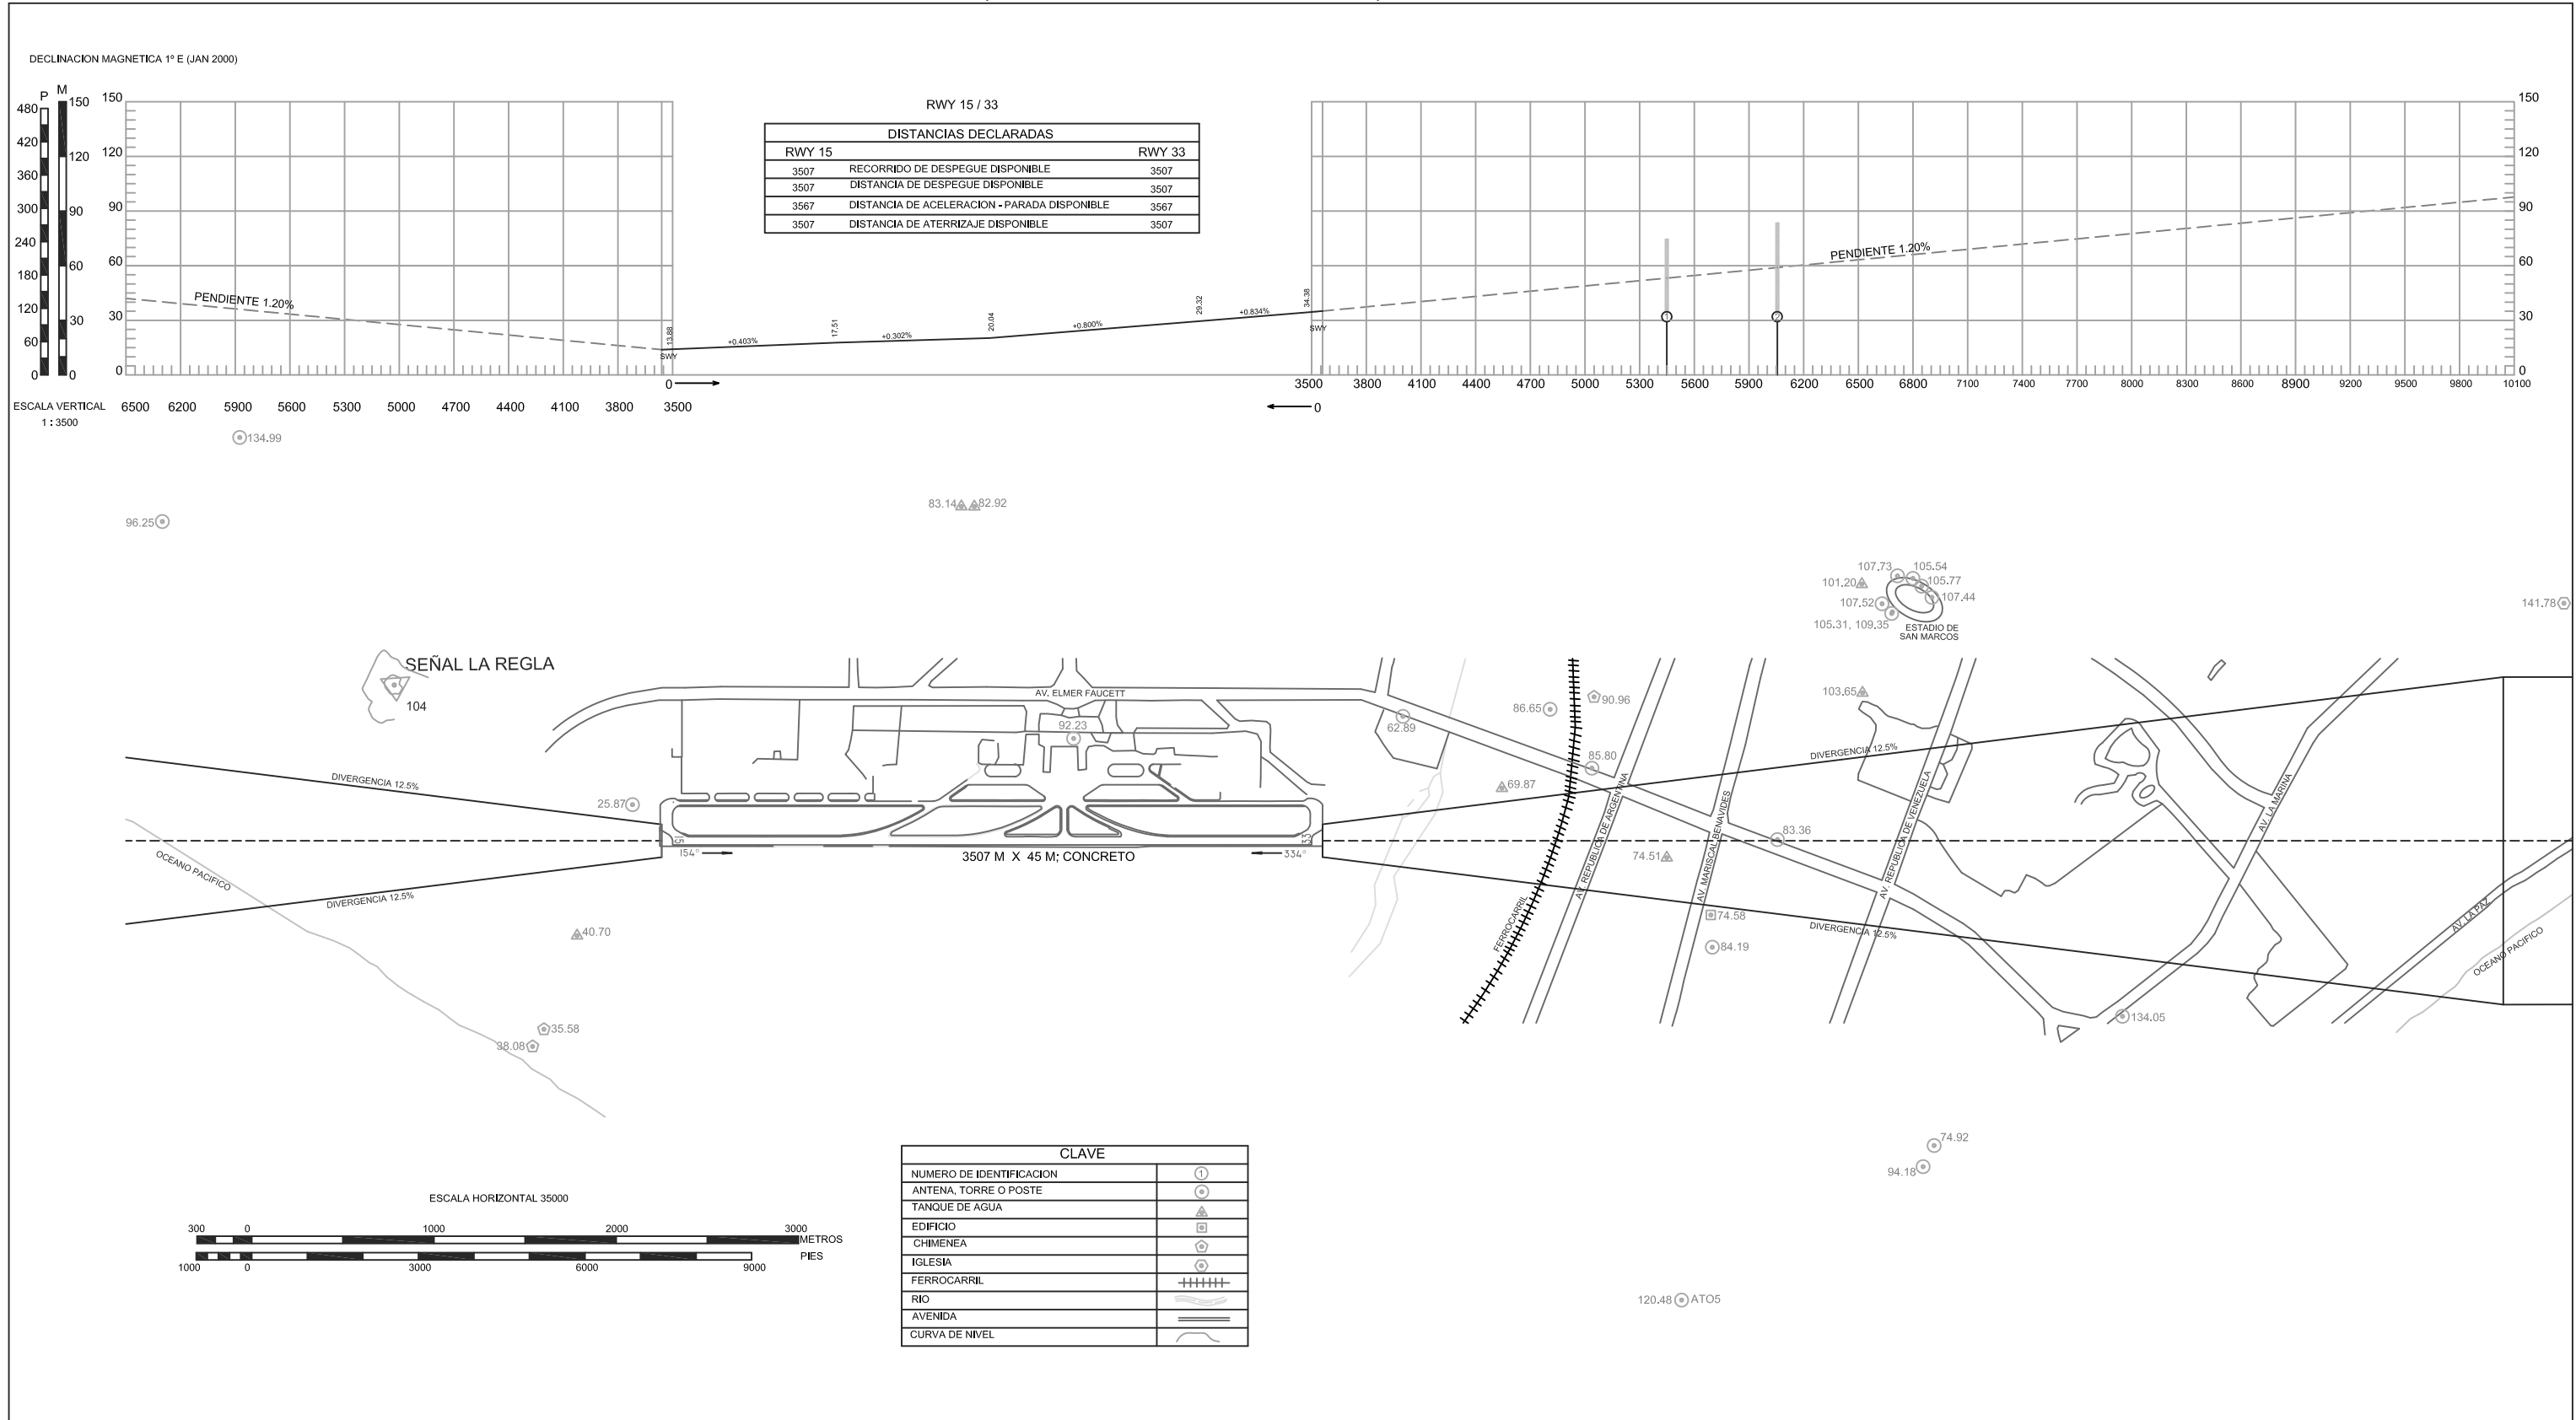 DECLINACION MAGNETICA 1º E (JAN 2000)
P M
480
420
360
300
240
180
120
60
0
150
120
90
60
30
0
150
120
90
60
30
0
PENDIENTE 1.20%
ESCALA VERTICAL
1 : 3500
6500 6200 5900 5600 5300 5000 4700 4400 4100 3800 3500
0
RWY 15 / 33
DISTANCIAS DECLARADAS
RWY 15 RWY 33
3507 RECORRIDO DE DESPEGUE DISPONIBLE 3507
3507 DISTANCIA DE DESPEGUE DISPONIBLE 3507
3567 DISTANCIA DE ACELERACION - PARADA DISPONIBLE 3567
3507 DISTANCIA DE ATERRIZAJE DISPONIBLE 3507
SWY
13.88
+0.403%
17.51
+0.302%
20.04
+0.800%
29.32
+0.834%
34.38
SWY
1
2
PENDIENTE 1.20%
150
120
90
60
30
0
3500 3800 4100 4400 4700 5000 5300 5600 5900 6200 6500 6800 7100 7400 7700 8000 8300 8600 8900 9200 9500 9800 10100
0
134.99
96.25
83.14 82.92
107.73 105.54
101.20 105.77
107.52 107.44
105.31, 109.35
ESTADIO DE
SAN MARCOS
141.78
SEÑAL LA REGLA
104
AV. ELMER FAUCETT
92.23
62.89
86.65
90.96
103.65
85.80
69.87
DIVERGENCIA 12.5%
DIVERGENCIA 12.5%
25.87
15
33
154°
3507 M X 45 M; CONCRETO
334°
83.36
74.51
OCEANO PACIFICO
DIVERGENCIA 12.5%
AV. REPUBLICA DE ARGENTINA
AV. MARISCAL BENAVIDES
AV. REPUBLICA DE VENEZUELA
AV. LA MARINA
AV. LA PAZ
OCEANO PACIFICO
FERROCARRIL
74.58
DIVERGENCIA 12.5%
84.19
40.70
35.58
38.08
134.05
74.92
94.18
120.48 ATO5
ESCALA HORIZONTAL 35000
300 0 1000 2000 3000
METROS
PIES
1000 0 3000 6000 9000
CLAVE
NUMERO DE IDENTIFICACION 1
ANTENA, TORRE O POSTE
TANQUE DE AGUA
EDIFICIO
CHIMENEA
IGLESIA
FERROCARRIL
RIO
AVENIDA
CURVA DE NIVEL